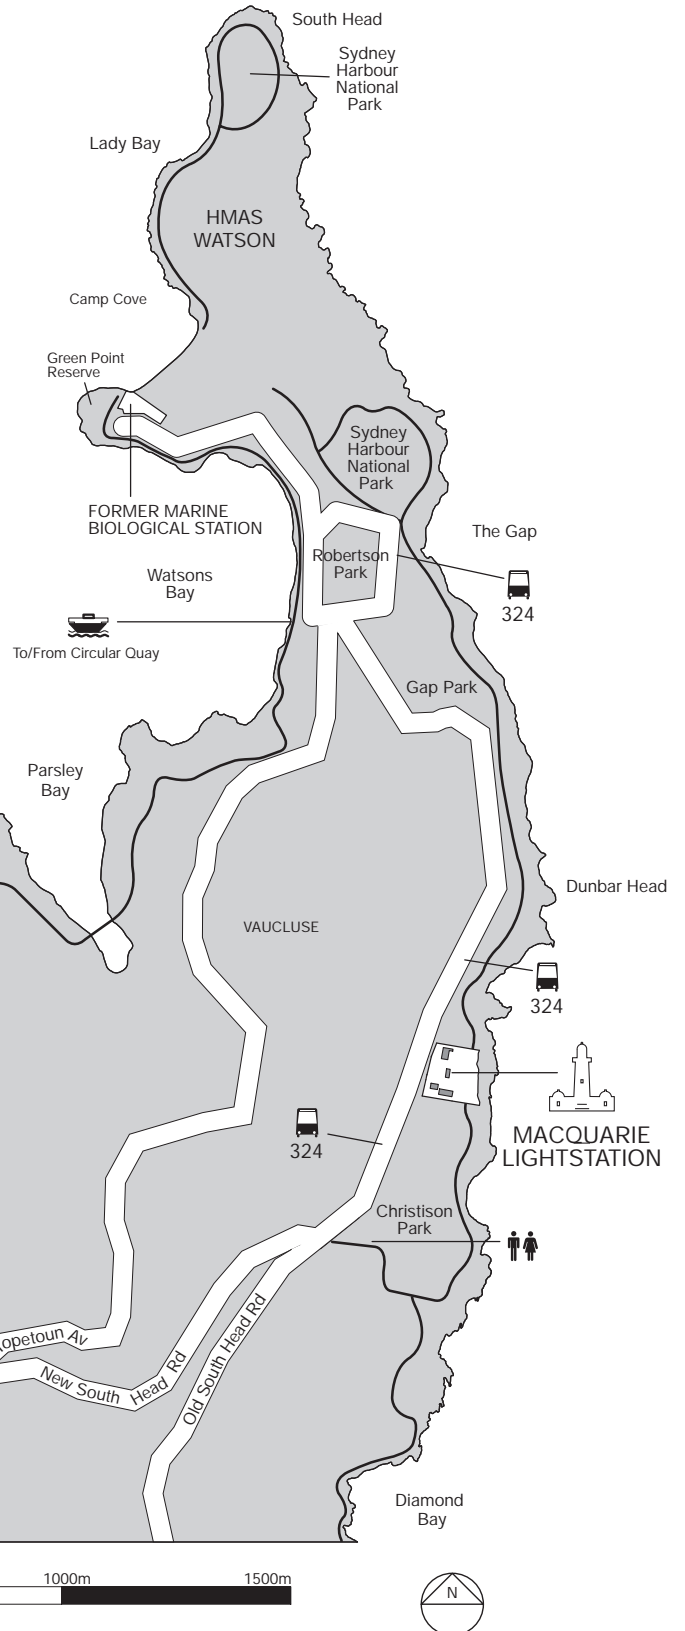 South Head
Sydney
Harbour
National
Park
Lady Bay
HMAS
WATSON
Camp Cove
Green Point
Reserve
Sydney
Harbour
National
Park
FORMER MARINE
BIOLOGICAL STATION
The Gap
Robertson
Park
Watsons
Bay
324
To/From Circular Quay
Gap Park
Parsley
Bay
Dunbar Head
VAUCLUSE
324
324
MACQUARIE
LIGHTSTATION
Christison
Park
opetoun Av
New South Head Rd
Old South Head Rd
Diamond
Bay
1000m
1500m
N